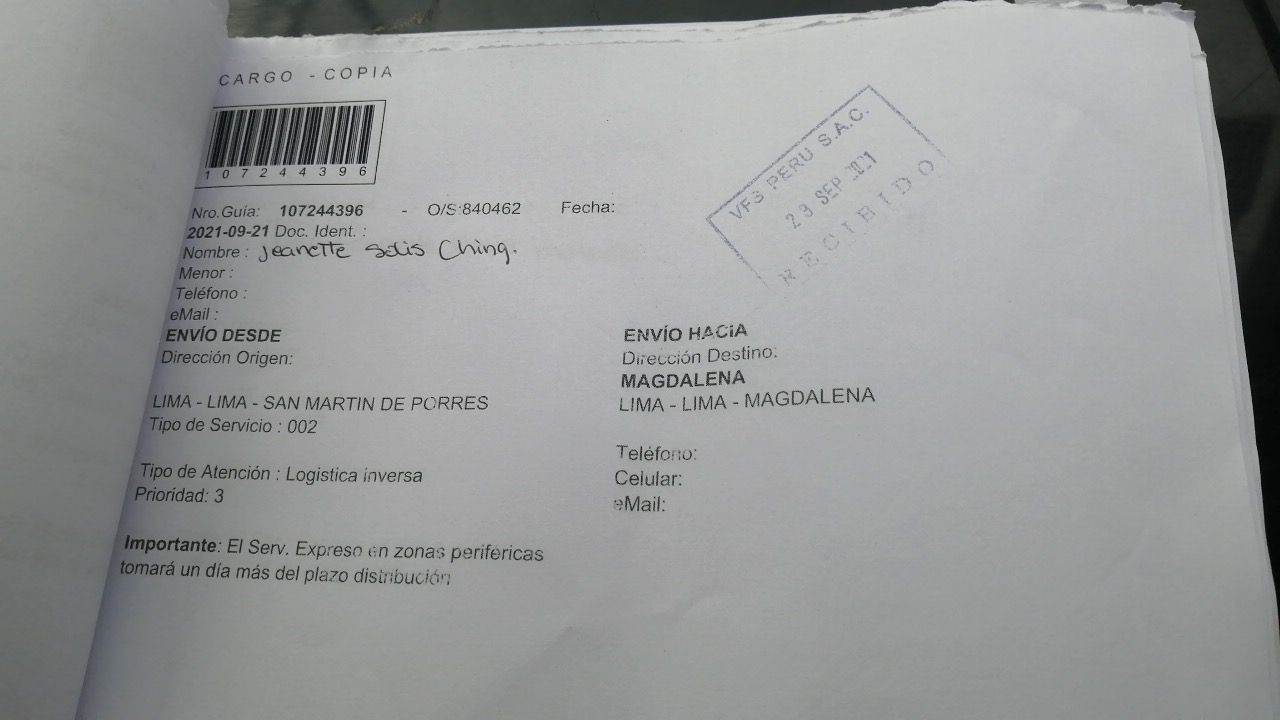 CARGO - COPIA
107244396
VFS PERU S.A.C.
SEP 2021
RECIBIDO
Nro.Guía: 107244396 - O/S:840462 Fecha:
2021-09-21 Doc. Ident. :
Nombre : Jeanette Solis Ching.
Menor :
Teléfono :
eMail :
ENVÍO DESDE
Dirección Origen:
LIMA - LIMA - SAN MARTIN DE PORRES
Tipo de Servicio : 002
Tipo de Atención : Logistica inversa
Prioridad: 3
ENVÍO HACIA
Dirección Destino:
MAGDALENA
LIMA - LIMA - MAGDALENA
Teléfono:
Celular:
eMail:
Importante: El Serv. Expreso en zonas periféricas
tomará un día más del plazo distribución